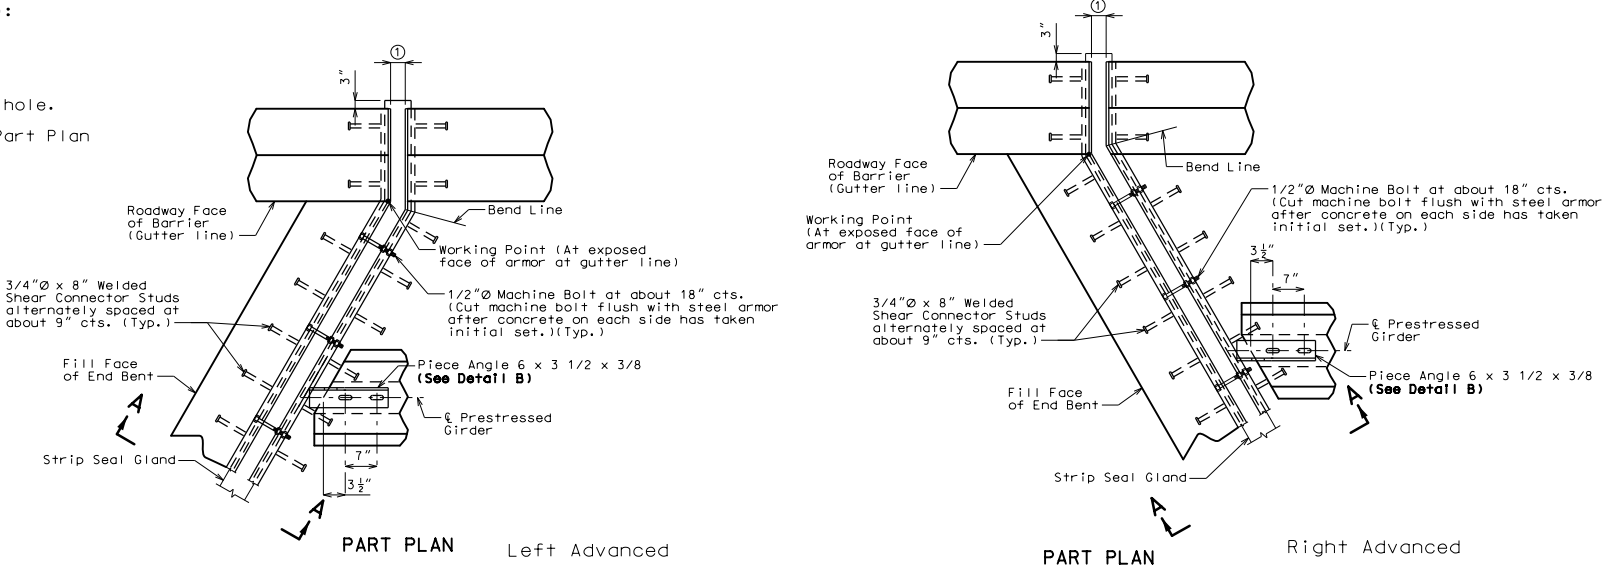 :
hole.
Part Plan
①
3"
Roadway Face
of Barrier
(Gutter line)
Bend Line
Working Point (At exposed
face of armor at gutter line)
3/4"Ø x 8" Welded
Shear Connector Studs
alternately spaced at
about 9" cts. (Typ.)
1/2"Ø Machine Bolt at about 18" cts.
(Cut machine bolt flush with steel armor
after concrete on each side has taken
initial set.)(Typ.)
Fill Face
of End Bent
Piece Angle 6 x 3 1/2 x 3/8
(See Detail B)
A
℄ Prestressed
Girder
Strip Seal Gland
7"
3 1/2"
A
PART PLAN
Left Advanced
①
3"
Roadway Face
of Barrier
(Gutter line)
Bend Line
1/2"Ø Machine Bolt at about 18" cts.
(Cut machine bolt flush with steel armor
after concrete on each side has taken
initial set.)(Typ.)
Working Point
(At exposed face of
armor at gutter line)
3 1/2"
7"
3/4"Ø x 8" Welded
Shear Connector Studs
alternately spaced at
about 9" cts. (Typ.)
℄ Prestressed
Girder
Piece Angle 6 x 3 1/2 x 3/8
(See Detail B)
Fill Face
of End Bent
A
Strip Seal Gland
A
PART PLAN
Right Advanced